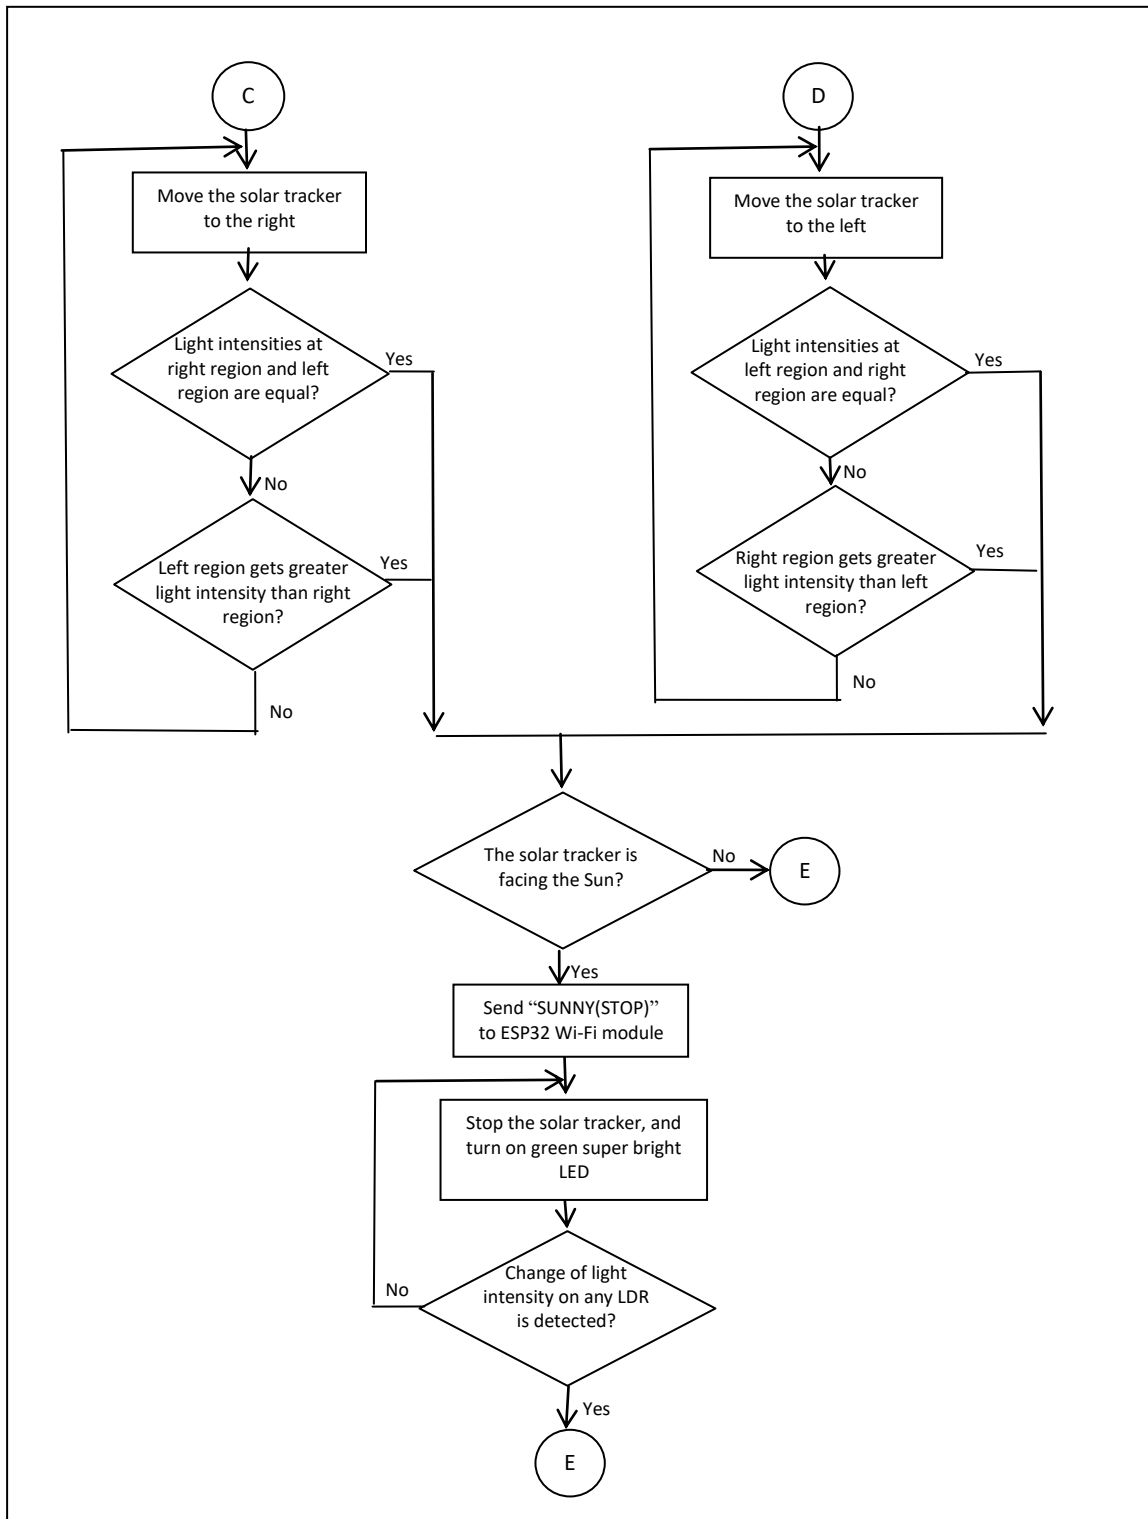 C
Move the solar tracker
to the right
Light intensities at
right region and left
region are equal?
Yes
No
Left region gets greater
light intensity than right
region?
Yes
No
D
Move the solar tracker
to the left
Light intensities at
left region and right
region are equal?
Yes
No
Right region gets greater
light intensity than left
region?
Yes
No
The solar tracker is
facing the Sun?
No
E
Yes
Send “SUNNY(STOP)”
to ESP32 Wi-Fi module
Stop the solar tracker, and
turn on green super bright
LED
Change of light
intensity on any LDR
is detected?
No
Yes
E